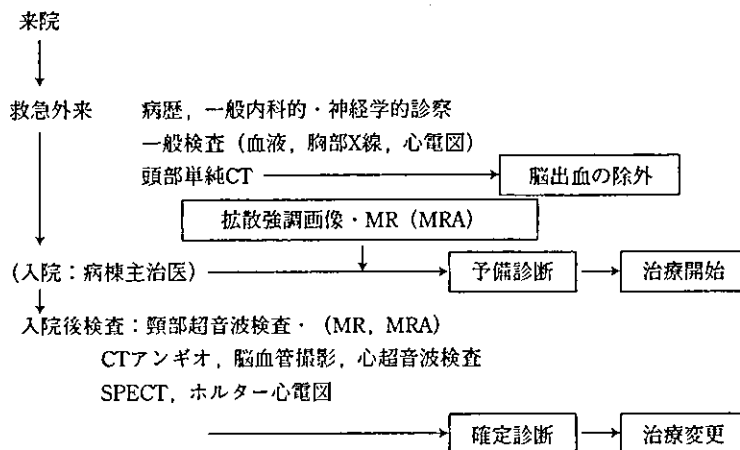 来院
救急外来　病歴，一般内科的・神経学的診察
一般検査（血液，胸部X線，心電図）
頭部単純CT　脳出血の除外
拡散強調画像・MR（MRA）
(入院：病棟主治医)　予備診断　治療開始
入院後検査：頸部超音波検査・（MR，MRA）
CTアンギオ，脳血管撮影，心超音波検査
SPECT，ホルター心電図
確定診断　治療変更